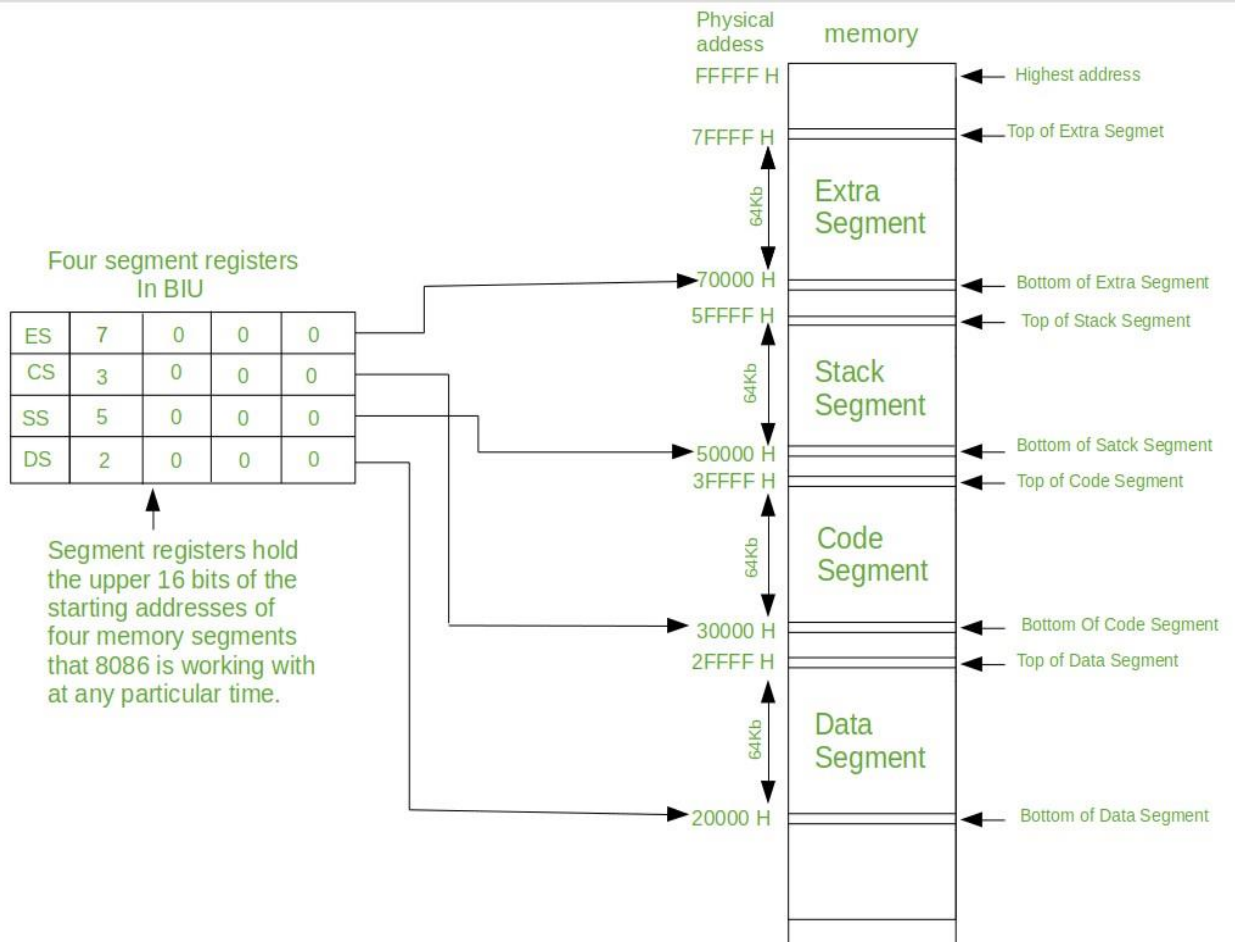 Physical
addess
memory
FFFFF H
Highest address
7FFFF H
Top of Extra Segmet
64Kb
Extra
Segment
70000 H
Bottom of Extra Segment
5FFFF H
Top of Stack Segment
64Kb
Stack
Segment
50000 H
Bottom of Satck Segment
3FFFF H
Top of Code Segment
64Kb
Code
Segment
30000 H
Bottom Of Code Segment
2FFFF H
Top of Data Segment
64Kb
Data
Segment
20000 H
Bottom of Data Segment
Four segment registers
In BIU
ES 7 0 0 0
CS 3 0 0 0
SS 5 0 0 0
DS 2 0 0 0
Segment registers hold
the upper 16 bits of the
starting addresses of
four memory segments
that 8086 is working with
at any particular time.